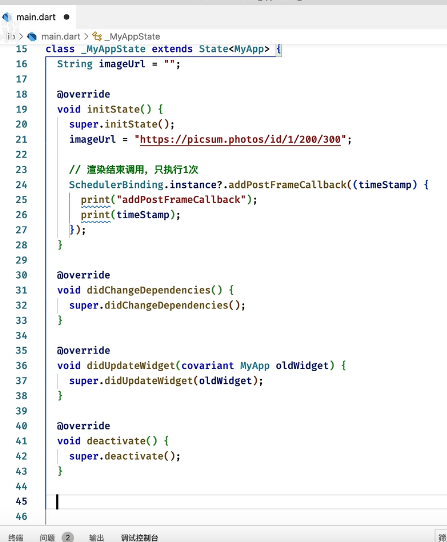 main.dart
lib > main.dart > _MyAppState
15 class _MyAppState extends State<MyApp> {
16 String imageUrl = "";
17
18 @override
19 void initState() {
20 super.initState();
21 imageUrl = "https://picsum.photos/id/1/200/300";
22
23 // 渲染结束调用，只执行1次
24 SchedulerBinding.instance?.addPostFrameCallback((timeStamp) {
25 print("addPostFrameCallback");
26 print(timeStamp);
27 });
28 }
29
30 @override
31 void didChangeDependencies() {
32 super.didChangeDependencies();
33 }
34
35 @override
36 void didUpdateWidget(covariant MyApp oldWidget) {
37 super.didUpdateWidget(oldWidget);
38 }
39
40 @override
41 void deactivate() {
42 super.deactivate();
43 }
44
45
46
终端 问题 2 输出 调试控制台